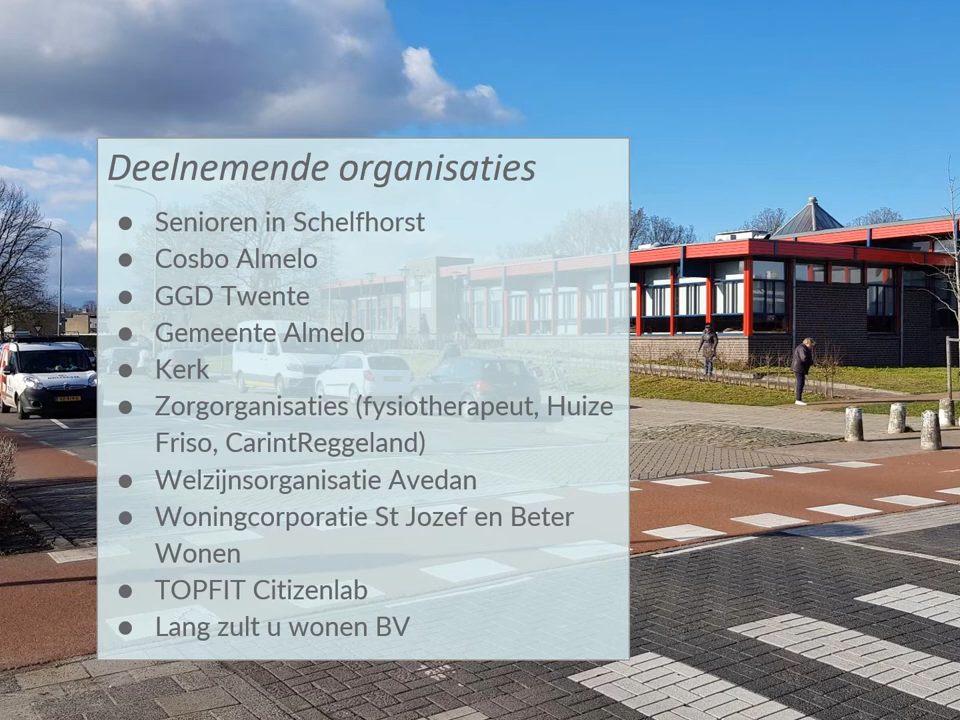 Deelnemende organisaties
● Senioren in Schelfhorst
● Cosbo Almelo
● GGD Twente
● Gemeente Almelo
● Kerk
● Zorgorganisaties (fysiotherapeut, Huize
Friso, CarintReggeland)
● Welzijnsorganisatie Avedan
● Woningcorporatie St Jozef en Beter
Wonen
● TOPFIT Citizenlab
● Lang zult u wonen BV